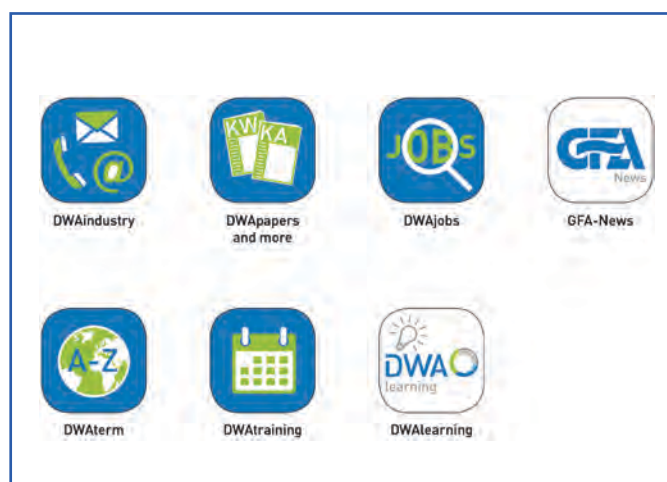 KW KA
JOBS
GFA
News
DWAindustry
DWApapers
and more
DWAjobs
GFA-News
A-Z
DWA
learning
DWAterm
DWAtraining
DWAlearning